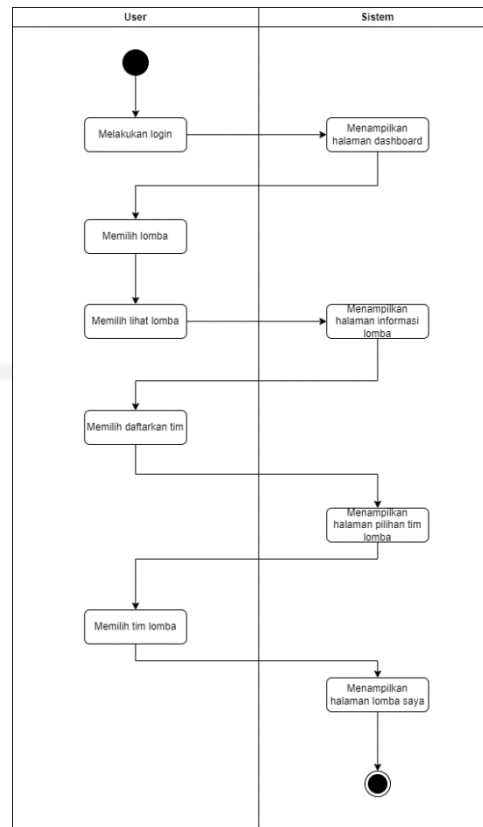 User
Sistem
Melakukan login
Menampilkan
halaman dashboard
Memilih lomba
Memilih lihat lomba
Menampilkan
halaman informasi
lomba
Memilih daftarkan tim
Menampilkan
halaman pilihan tim
lomba
Memilih tim lomba
Menampilkan
halaman lomba saya